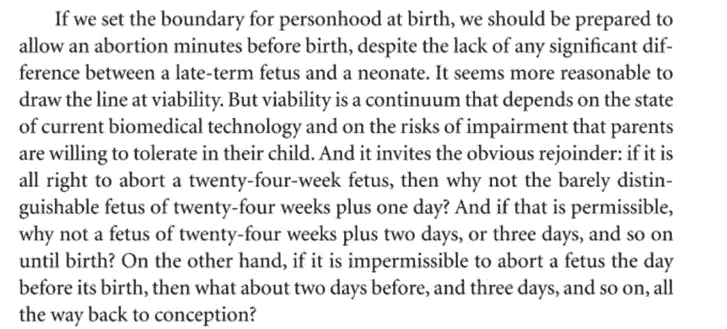 If we set the boundary for personhood at birth, we should be prepared to
allow an abortion minutes before birth, despite the lack of any significant dif-
ference between a late-term fetus and a neonate. It seems more reasonable to
draw the line at viability. But viability is a continuum that depends on the state
of current biomedical technology and on the risks of impairment that parents
are willing to tolerate in their child. And it invites the obvious rejoinder: if it is
all right to abort a twenty-four-week fetus, then why not the barely distin-
guishable fetus of twenty-four weeks plus one day? And if that is permissible,
why not a fetus of twenty-four weeks plus two days, or three days, and so on
until birth? On the other hand, if it is impermissible to abort a fetus the day
before its birth, then what about two days before, and three days, and so on, all
the way back to conception?